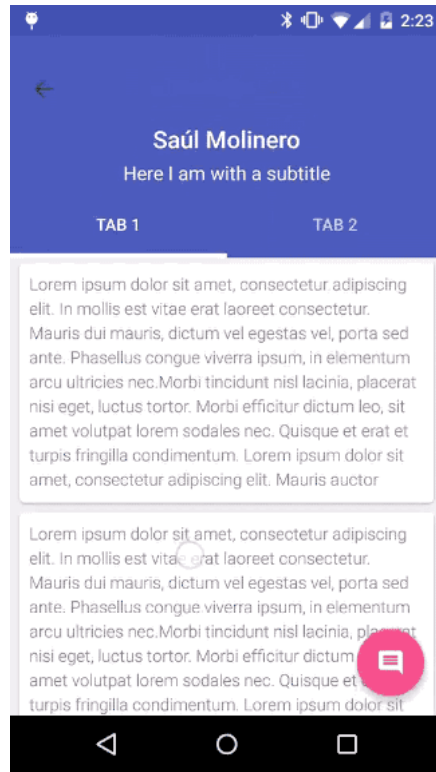 2:23
Saúl Molinero
Here I am with a subtitle
TAB 1 TAB 2
Lorem ipsum dolor sit amet, consectetur adipiscing
elit. In mollis est vitae erat laoreet consectetur.
Mauris dui mauris, dictum vel egestas vel, porta sed
ante. Phasellus congue viverra ipsum, in elementum
arcu ultricies nec.Morbi tincidunt nisl lacinia, placerat
nisi eget, luctus tortor. Morbi efficitur dictum leo, sit
amet volutpat lorem sodales nec. Quisque et erat et
turpis fringilla condimentum. Lorem ipsum dolor sit
amet, consectetur adipiscing elit. Mauris auctor
Lorem ipsum dolor sit amet, consectetur adipiscing
elit. In mollis est vitae erat laoreet consectetur.
Mauris dui mauris, dictum vel egestas vel, porta sed
ante. Phasellus congue viverra ipsum, in elementum
arcu ultricies nec.Morbi tincidunt nisl lacinia, placerat
nisi eget, luctus tortor. Morbi efficitur dictum
amet volutpat lorem sodales nec. Quisque et
turpis fringilla condimentum. Lorem ipsum dolor sit